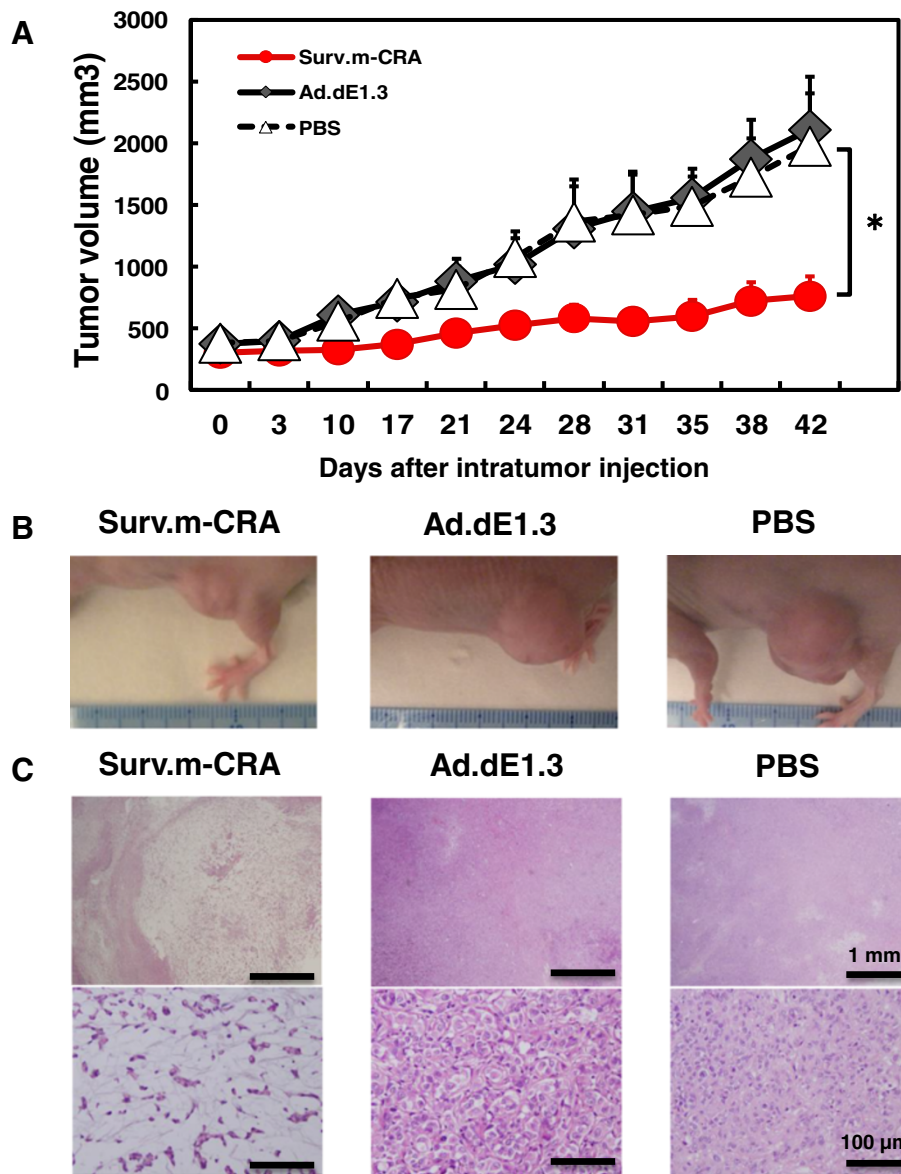 A
Tumor volume (mm3)
3000
2500
2000
1500
1000
500
0
Surv.m-CRA
Ad.dE1.3
PBS
*
0 3 10 17 21 24 28 31 35 38 42
Days after intratumor injection
B
Surv.m-CRA Ad.dE1.3 PBS
C
Surv.m-CRA Ad.dE1.3 PBS
1 mm
100 µm